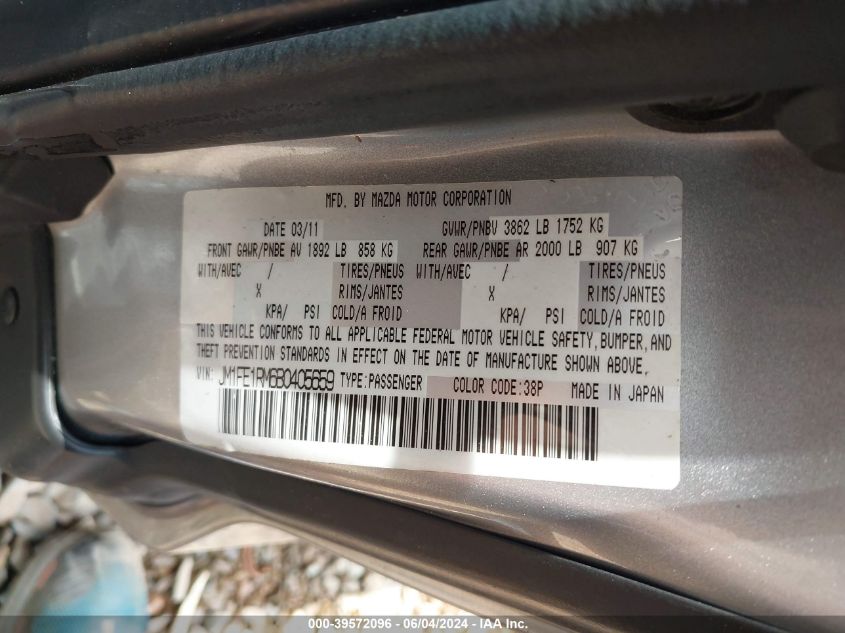 MFD. BY MAZDA MOTOR CORPORATION
DATE 03/11 GVWR/PNBV 3862 LB 1752 KG
FRONT GAWR/PNBE AV 1892 LB 858 KG REAR GAWR/PNBE AR 2000 LB 907 KG
WITH/AVEC / TIRES/PNEUS WITH/AVEC / TIRES/PNEUS
X RIMS/JANTES X RIMS/JANTES
KPA/ PSI COLD/A FROID KPA/ PSI COLD/A FROID
THIS VEHICLE CONFORMS TO ALL APPLICABLE FEDERAL MOTOR VEHICLE SAFETY, BUMPER, AND
THEFT PREVENTION STANDARDS IN EFFECT ON THE DATE OF MANUFACTURE SHOWN ABOVE.
VIN: JM1FE1RM6B0405659 TYPE:PASSENGER COLOR CODE:38P MADE IN JAPAN
000-39572096 - 06/04/2024 - IAA Inc.